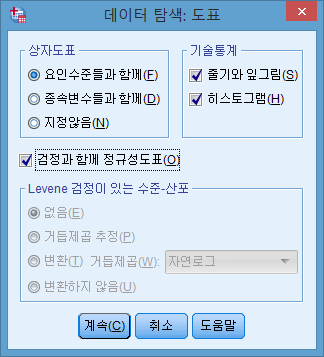 데이터 탐색: 도표
상자도표
요인수준들과 함께(F)
종속변수들과 함께(D)
지정않음(N)
기술통계
줄기와 잎그림(S)
히스토그램(H)
검정과 함께 정규성도표(O)
Levene 검정이 있는 수준-산포
없음(E)
거듭제곱 추정(P)
변환(T) 거듭제곱(W): 자연로그
변환하지 않음(U)
계속(C) 취소 도움말